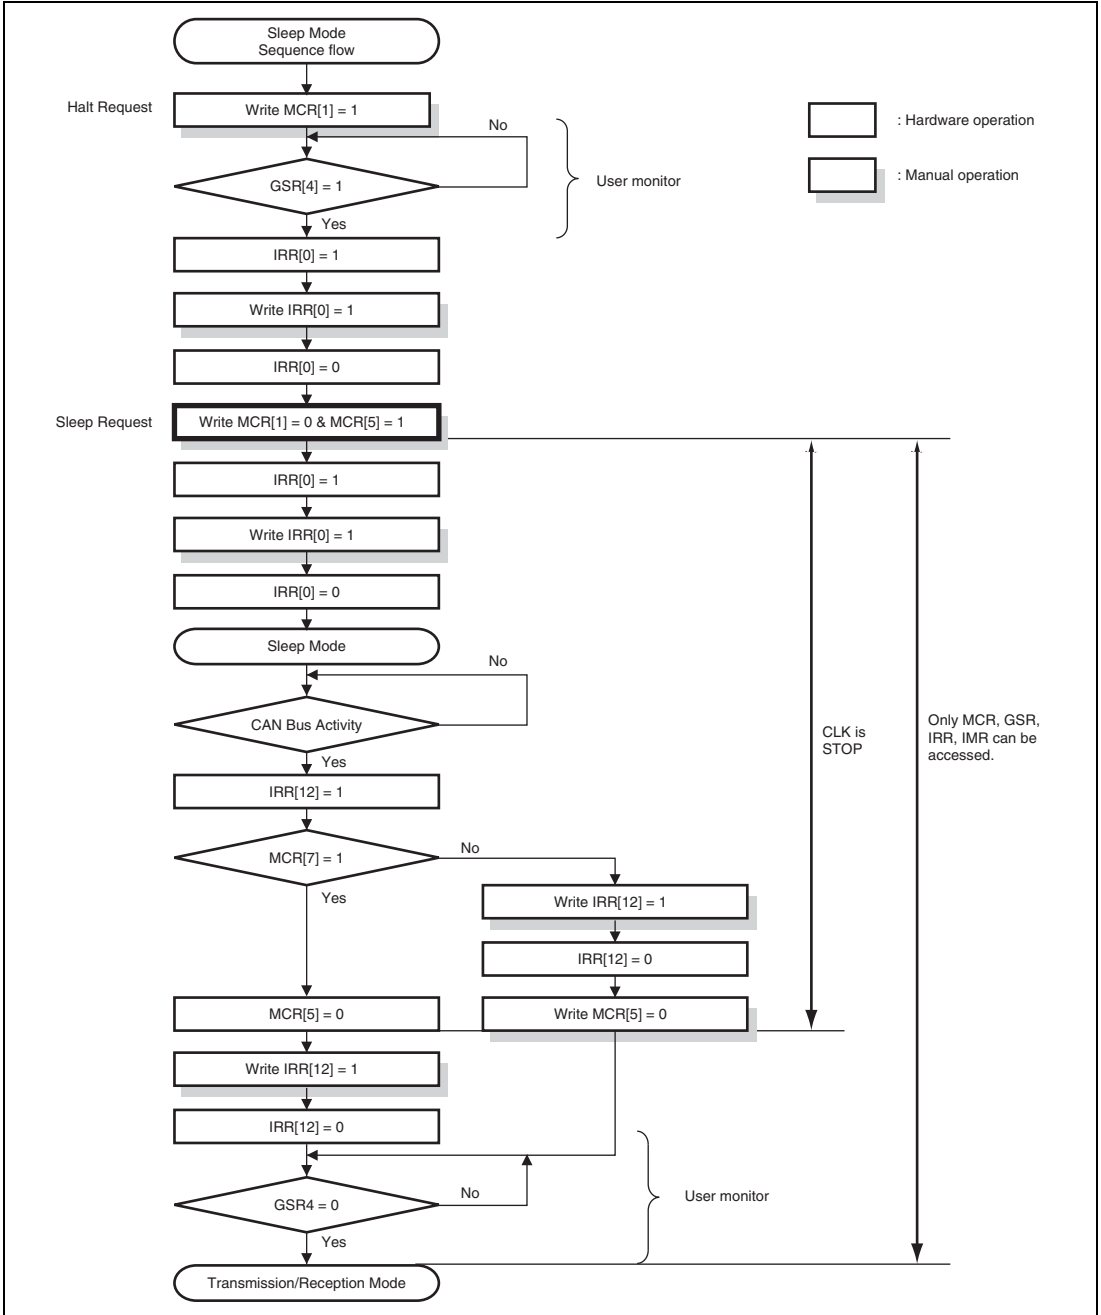 Sleep Mode
Sequence flow
Halt Request
Write MCR[1] = 1
No
: Hardware operation
GSR[4] = 1
User monitor
: Manual operation
Yes
IRR[0] = 1
Write IRR[0] = 1
IRR[0] = 0
Sleep Request
Write MCR[1] = 0 & MCR[5] = 1
IRR[0] = 1
Write IRR[0] = 1
IRR[0] = 0
Sleep Mode
No
CAN Bus Activity
CLK is
STOP
Only MCR, GSR,
IRR, IMR can be
accessed.
Yes
IRR[12] = 1
MCR[7] = 1
No
Yes
Write IRR[12] = 1
IRR[12] = 0
MCR[5] = 0
Write MCR[5] = 0
Write IRR[12] = 1
IRR[12] = 0
GSR4 = 0
No
User monitor
Yes
Transmission/Reception Mode